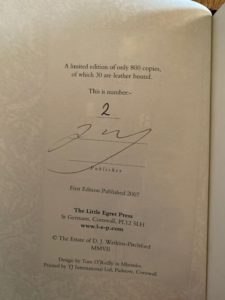 A limited edition of only 800 copies,
of which 30 are leather bound.
This is number:-
2
Publisher
First Edition Published 2007
The Little Egret Press
St Germans, Cornwall, PL12 5LH
www.l-e-p.com
© The Estate of D. J. Watkins-Pitchford
MMVII
Design by Tom O'Reilly in Miramba.
Printed by TJ International Ltd, Padstow, Cornwall